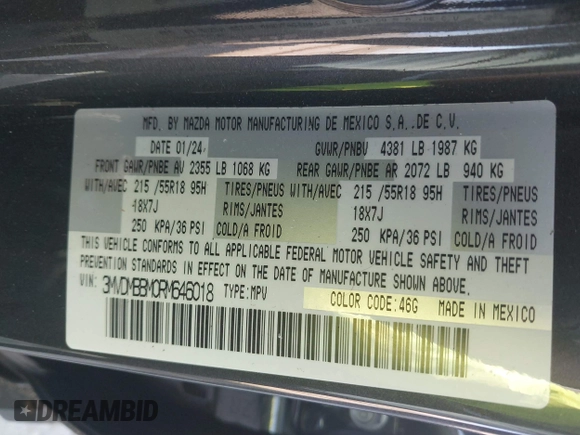 MFD. BY MAZDA MOTOR MANUFACTURING DE MEXICO S.A. DE C.V.
DATE 01/24 GVWR/PNBV 4381 LB 1987 KG
FRONT GAWR/PNBE AV 2355 LB 1068 KG REAR GAWR/PNBE AR 2072 LB 940 KG
WITH/AVEC 215 /55R18 95H TIRES/PNEUS WITH/AVEC 215 /55R18 95H TIRES/PNEUS
18X7J RIMS/JANTES 18X7J RIMS/JANTES
250 KPA/36 PSI COLD/A FROID 250 KPA/36 PSI COLD/A FROID
THIS VEHICLE CONFORMS TO ALL APPLICABLE FEDERAL MOTOR VEHICLE SAFETY AND THEFT
PREVENTION STANDARDS IN EFFECT ON THE DATE OF MANUFACTURE SHOWN ABOVE.
VIN: 3MVDMBBM0RM646018 TYPE:MPV
COLOR CODE:46G MADE IN MEXICO
DREAMBID